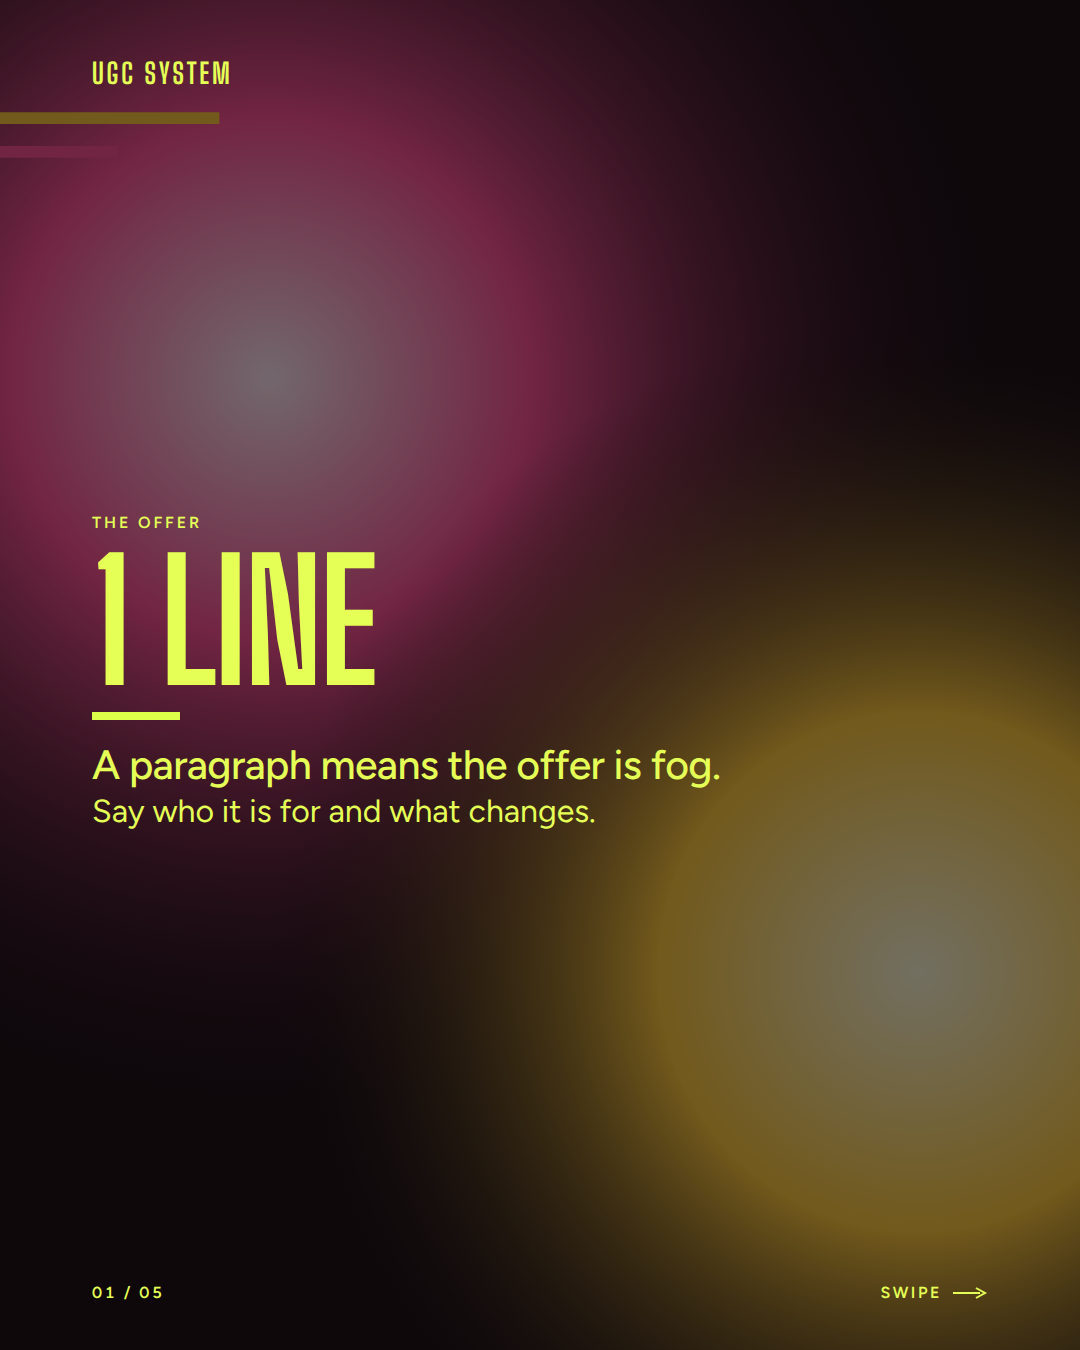 UGC SYSTEM
THE OFFER
1 LINE
A paragraph means the offer is fog.
Say who it is for and what changes.
01 / 05
SWIPE